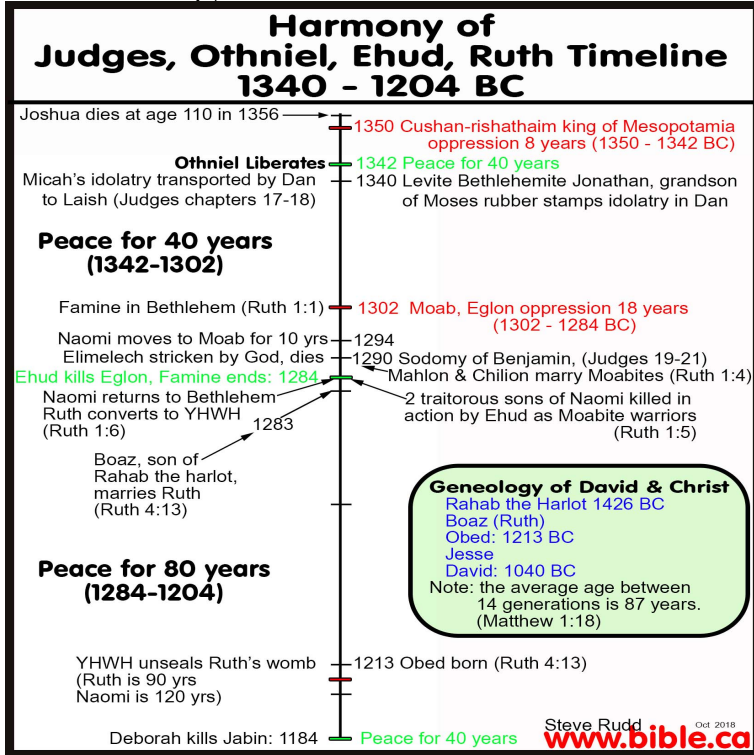 Harmony of
Judges, Othniel, Ehud, Ruth Timeline
1340 - 1204 BC
Joshua dies at age 110 in 1356
1350 Cushan-rishathaim king of Mesopotamia
oppression 8 years (1350 - 1342 BC)
Othniel Liberates
1342 Peace for 40 years
Micah's idolatry transported by Dan
to Laish (Judges chapters 17-18)
1340 Levite Bethlehemite Jonathan, grandson
of Moses rubber stamps idolatry in Dan
Peace for 40 years
(1342-1302)
Famine in Bethlehem (Ruth 1:1)
1302 Moab, Eglon oppression 18 years
(1302 - 1284 BC)
Naomi moves to Moab for 10 yrs
1294
Elimelech stricken by God, dies
1290 Sodomy of Benjamin, (Judges 19-21)
Mahlon & Chilion marry Moabites (Ruth 1:4)
Ehud kills Eglon, Famine ends: 1284
Naomi returns to Bethlehem
Ruth converts to YHWH
(Ruth 1:6)
2 traitorous sons of Naomi killed in
action by Ehud as Moabite warriors
(Ruth 1:5)
1283
Boaz, son of
Rahab the harlot,
marries Ruth
(Ruth 4:13)
Geneology of David & Christ
Rahab the Harlot 1426 BC
Boaz (Ruth)
Obed: 1213 BC
Jesse
David: 1040 BC
Note: the average age between
14 generations is 87 years.
(Matthew 1:18)
Peace for 80 years
(1284-1204)
YHWH unseals Ruth's womb
(Ruth is 90 yrs
Naomi is 120 yrs)
1213 Obed born (Ruth 4:13)
Deborah kills Jabin: 1184
Peace for 40 years
Steve Rudd
Oct 2018
www.bible.ca